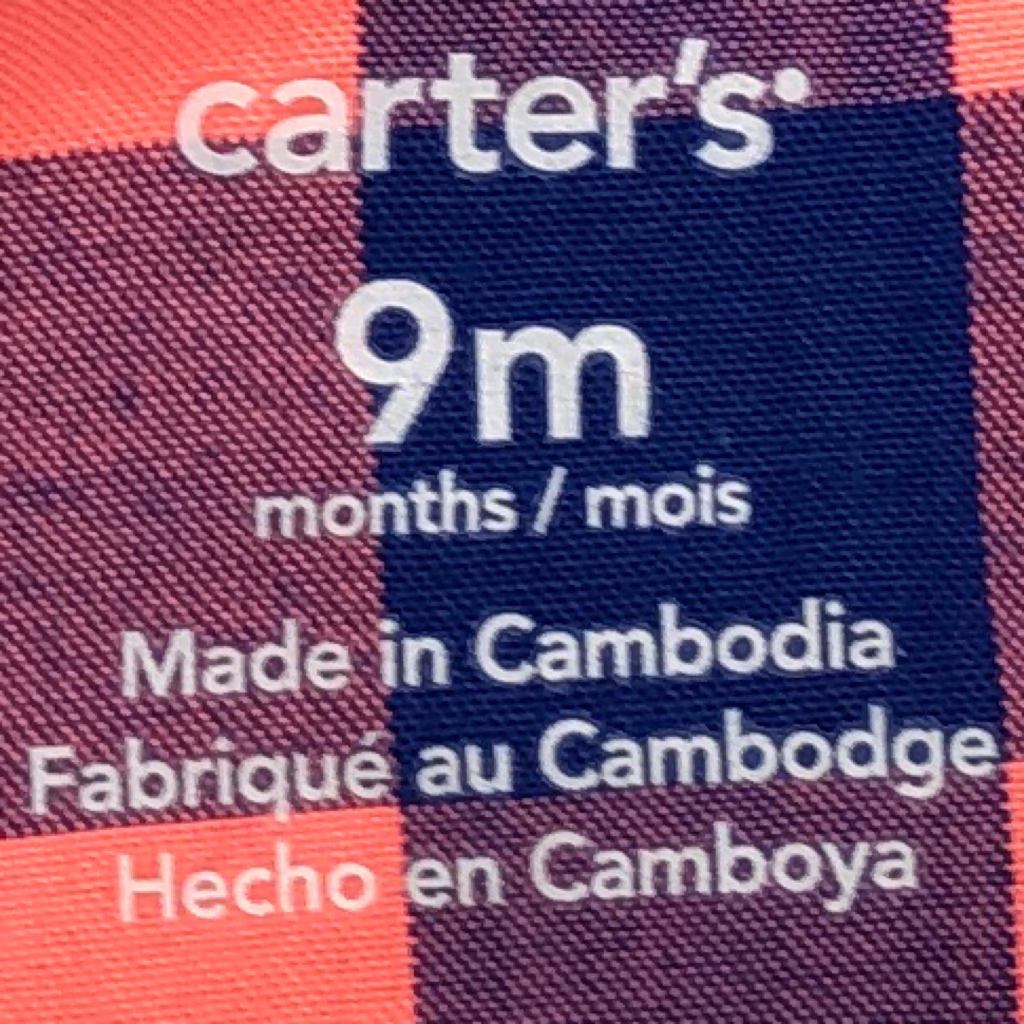 carter's
9m
months / mois
Made in Cambodia
Fabriqué au Cambodge
Hecho en Camboya